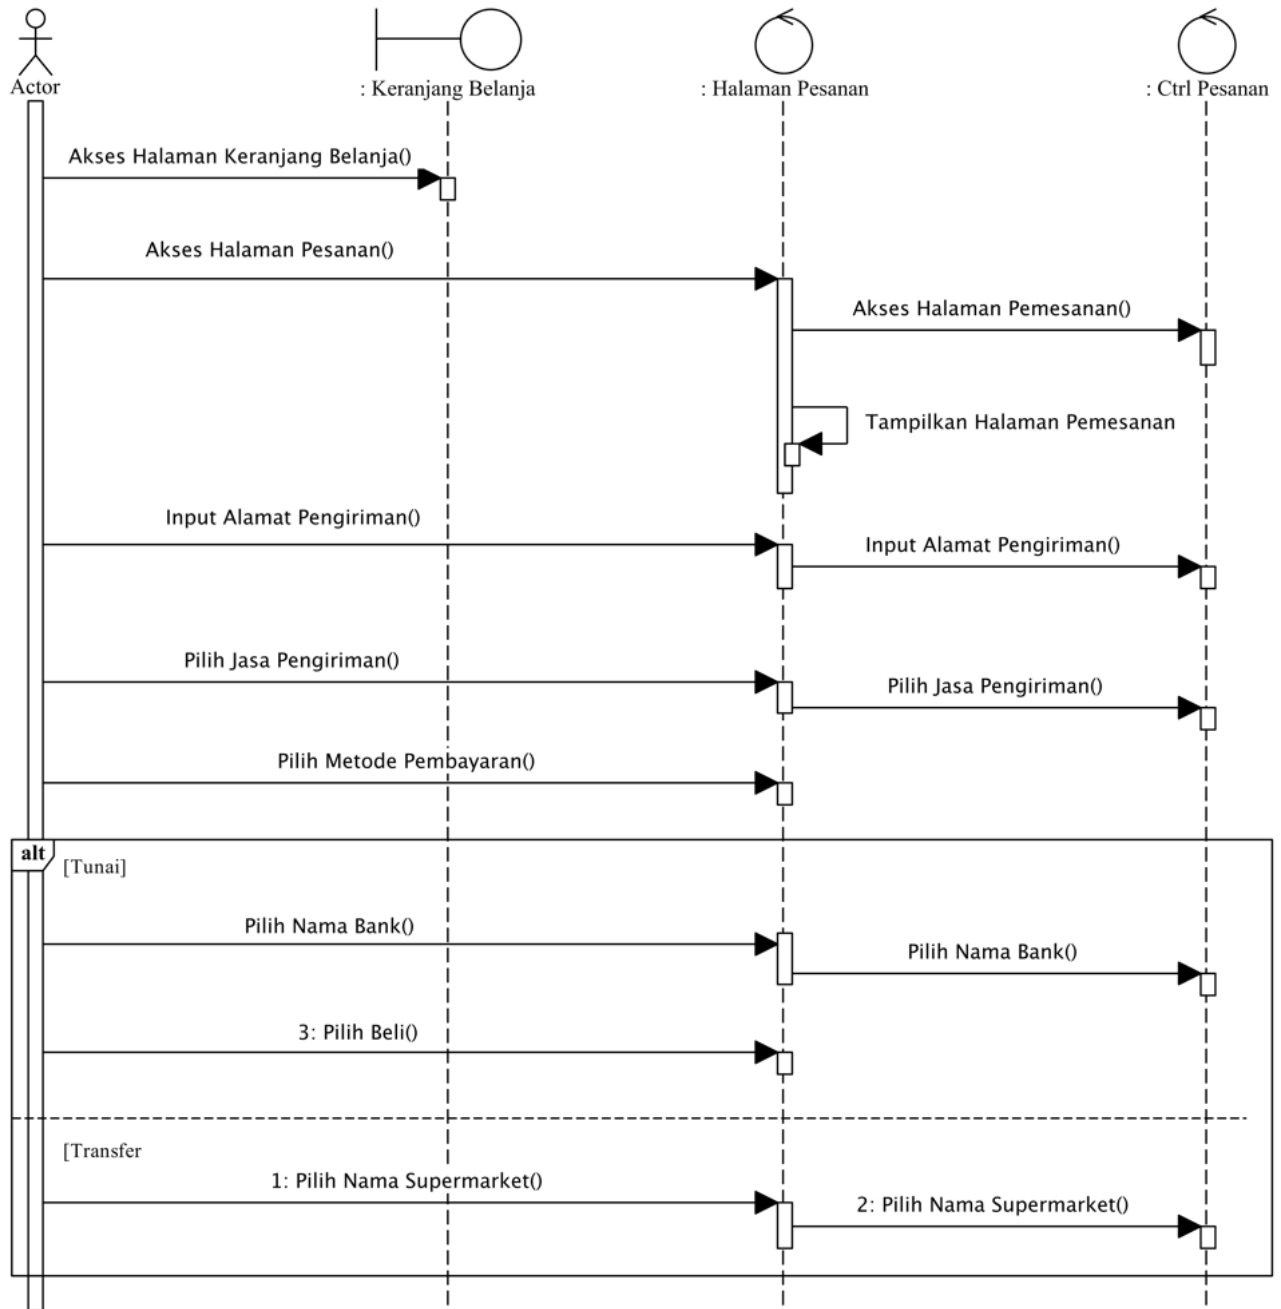 Actor
: Keranjang Belanja
: Halaman Pesanan
: Ctrl Pesanan
Akses Halaman Keranjang Belanja()
Akses Halaman Pesanan()
Akses Halaman Pemesanan()
Tampilkan Halaman Pemesanan
Input Alamat Pengiriman()
Input Alamat Pengiriman()
Pilih Jasa Pengiriman()
Pilih Jasa Pengiriman()
Pilih Metode Pembayaran()
alt
[Tunai]
Pilih Nama Bank()
Pilih Nama Bank()
3: Pilih Beli()
[Transfer
1: Pilih Nama Supermarket()
2: Pilih Nama Supermarket()